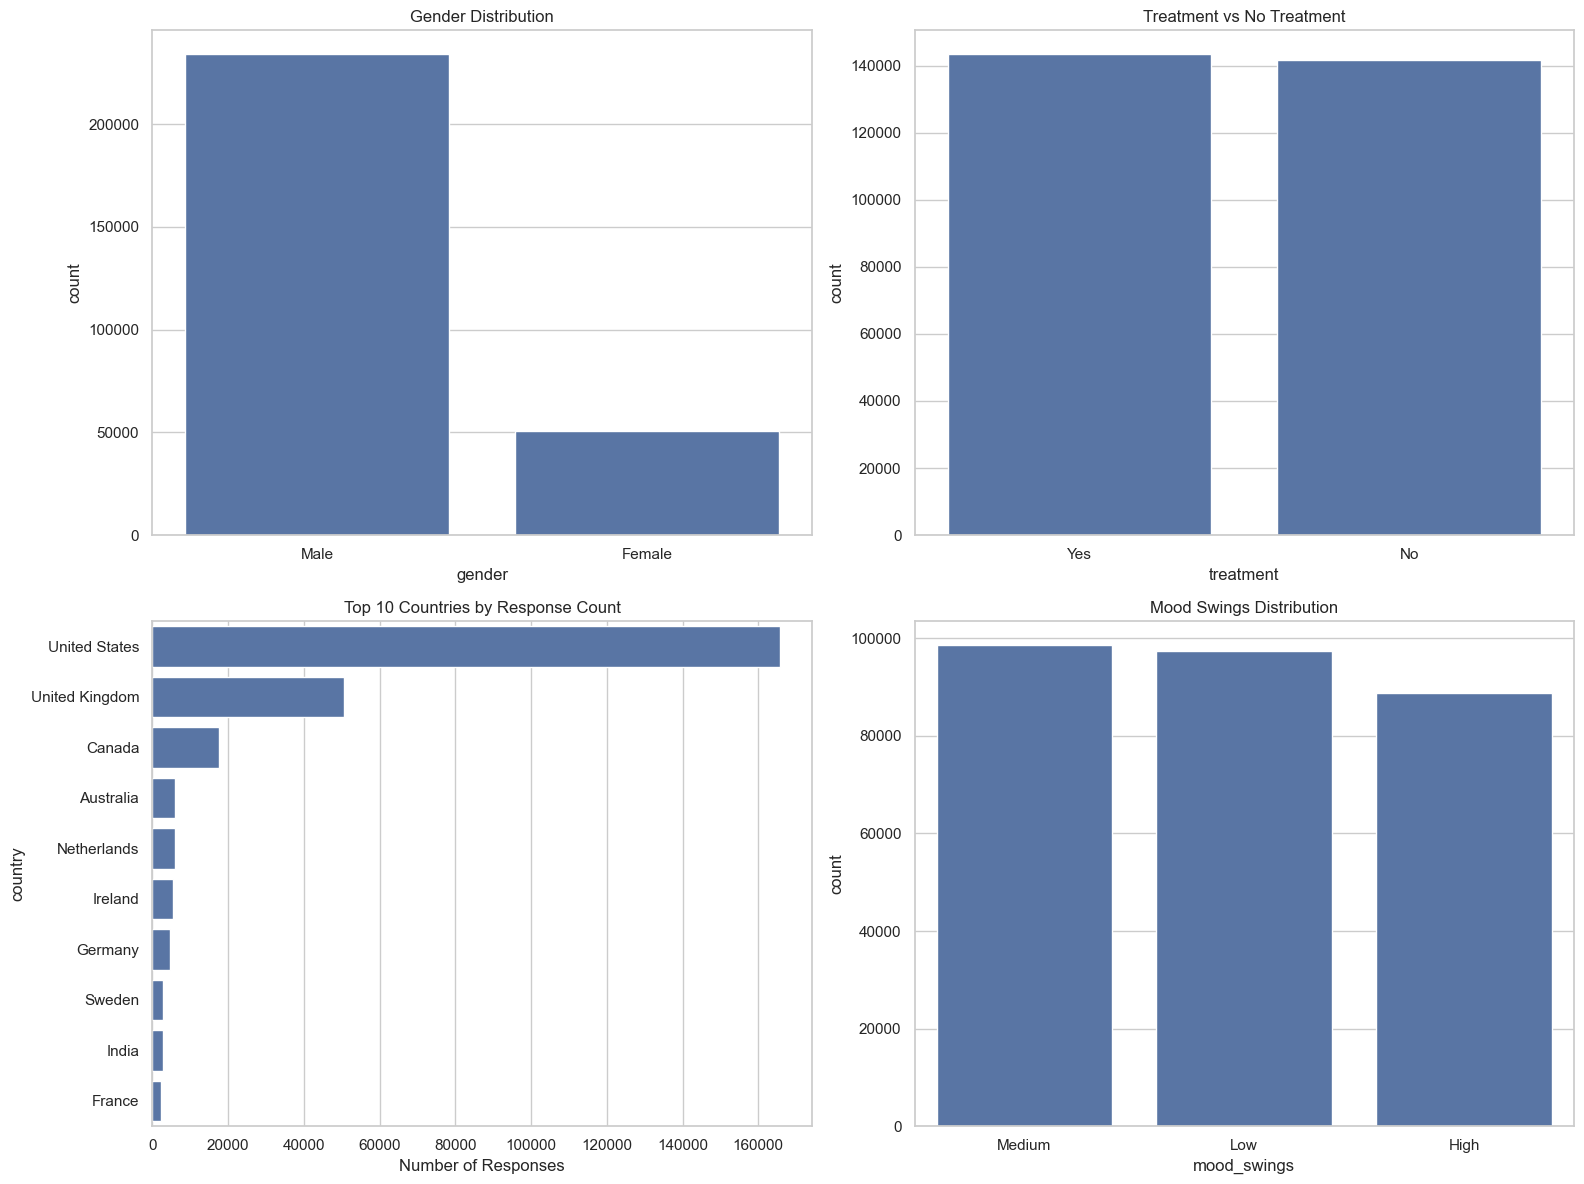 Gender Distribution
count
200000
150000
100000
50000
0
Male
Female
gender
Treatment vs No Treatment
count
140000
120000
100000
80000
60000
40000
20000
0
Yes
No
treatment
Top 10 Countries by Response Count
country
United States
United Kingdom
Canada
Australia
Netherlands
Ireland
Germany
Sweden
India
France
0 20000 40000 60000 80000 100000 120000 140000 160000
Number of Responses
Mood Swings Distribution
count
100000
80000
60000
40000
20000
0
Medium
Low
High
mood_swings